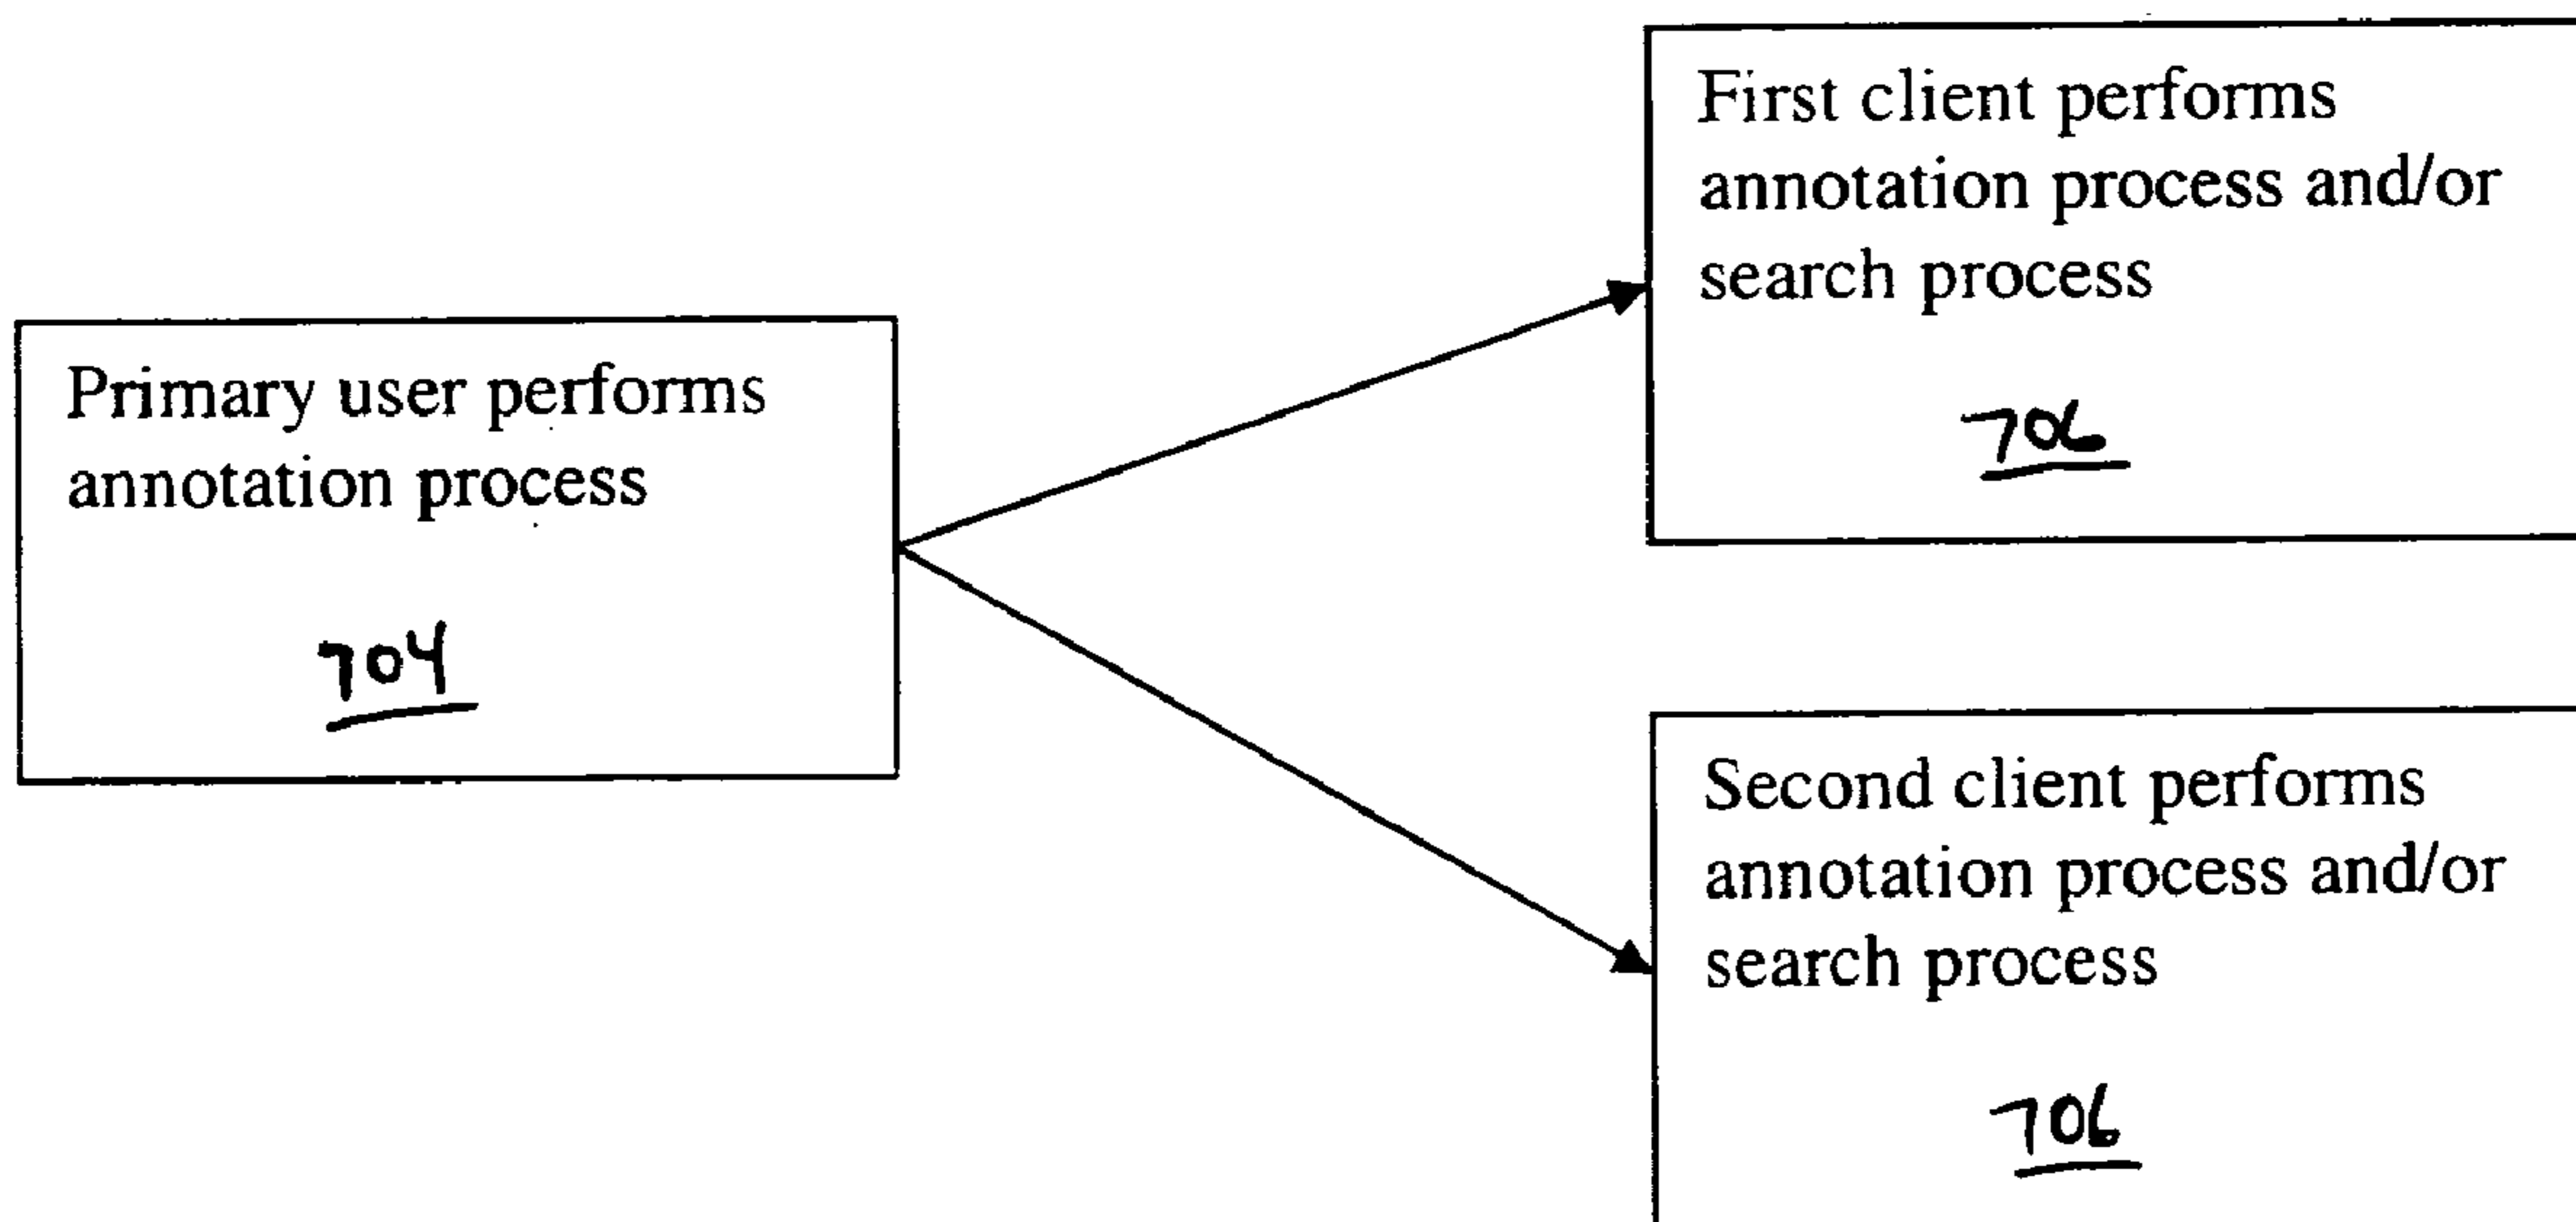 First client performs
annotation process and/or
search process
706
Primary user performs
annotation process
704
Second client performs
annotation process and/or
search process
706